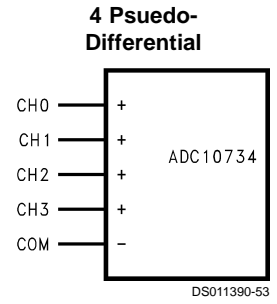 4 Psuedo-
Differential
CH0 +
CH1 +
CH2 +
CH3 +
COM −
ADC10734
DS011390-53